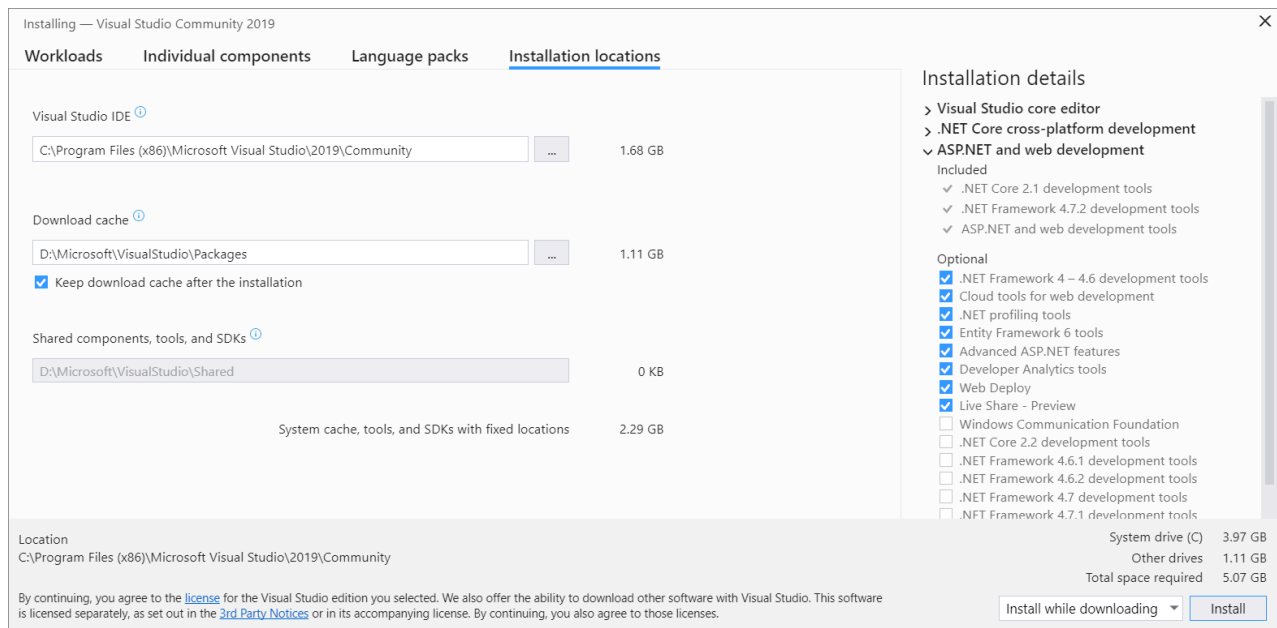 Installing — Visual Studio Community 2019
Workloads
Individual components
Language packs
Installation locations
Visual Studio IDE
C:\Program Files (x86)\Microsoft Visual Studio\2019\Community
...
1.68 GB
Download cache
D:\Microsoft\VisualStudio\Packages
...
1.11 GB
Keep download cache after the installation
Shared components, tools, and SDKs
D:\Microsoft\VisualStudio\Shared
0 KB
System cache, tools, and SDKs with fixed locations
2.29 GB
Installation details
Visual Studio core editor
.NET Core cross-platform development
ASP.NET and web development
Included
.NET Core 2.1 development tools
.NET Framework 4.7.2 development tools
ASP.NET and web development tools
Optional
.NET Framework 4 – 4.6 development tools
Cloud tools for web development
.NET profiling tools
Entity Framework 6 tools
Advanced ASP.NET features
Developer Analytics tools
Web Deploy
Live Share - Preview
Windows Communication Foundation
.NET Core 2.2 development tools
.NET Framework 4.6.1 development tools
.NET Framework 4.6.2 development tools
.NET Framework 4.7 development tools
.NET Framework 4.7.1 development tools
Location
C:\Program Files (x86)\Microsoft Visual Studio\2019\Community
System drive (C) 3.97 GB
Other drives 1.11 GB
Total space required 5.07 GB
By continuing, you agree to the license for the Visual Studio edition you selected. We also offer the ability to download other software with Visual Studio. This software
is licensed separately, as set out in the 3rd Party Notices or in its accompanying license. By continuing, you also agree to those licenses.
Install while downloading
Install